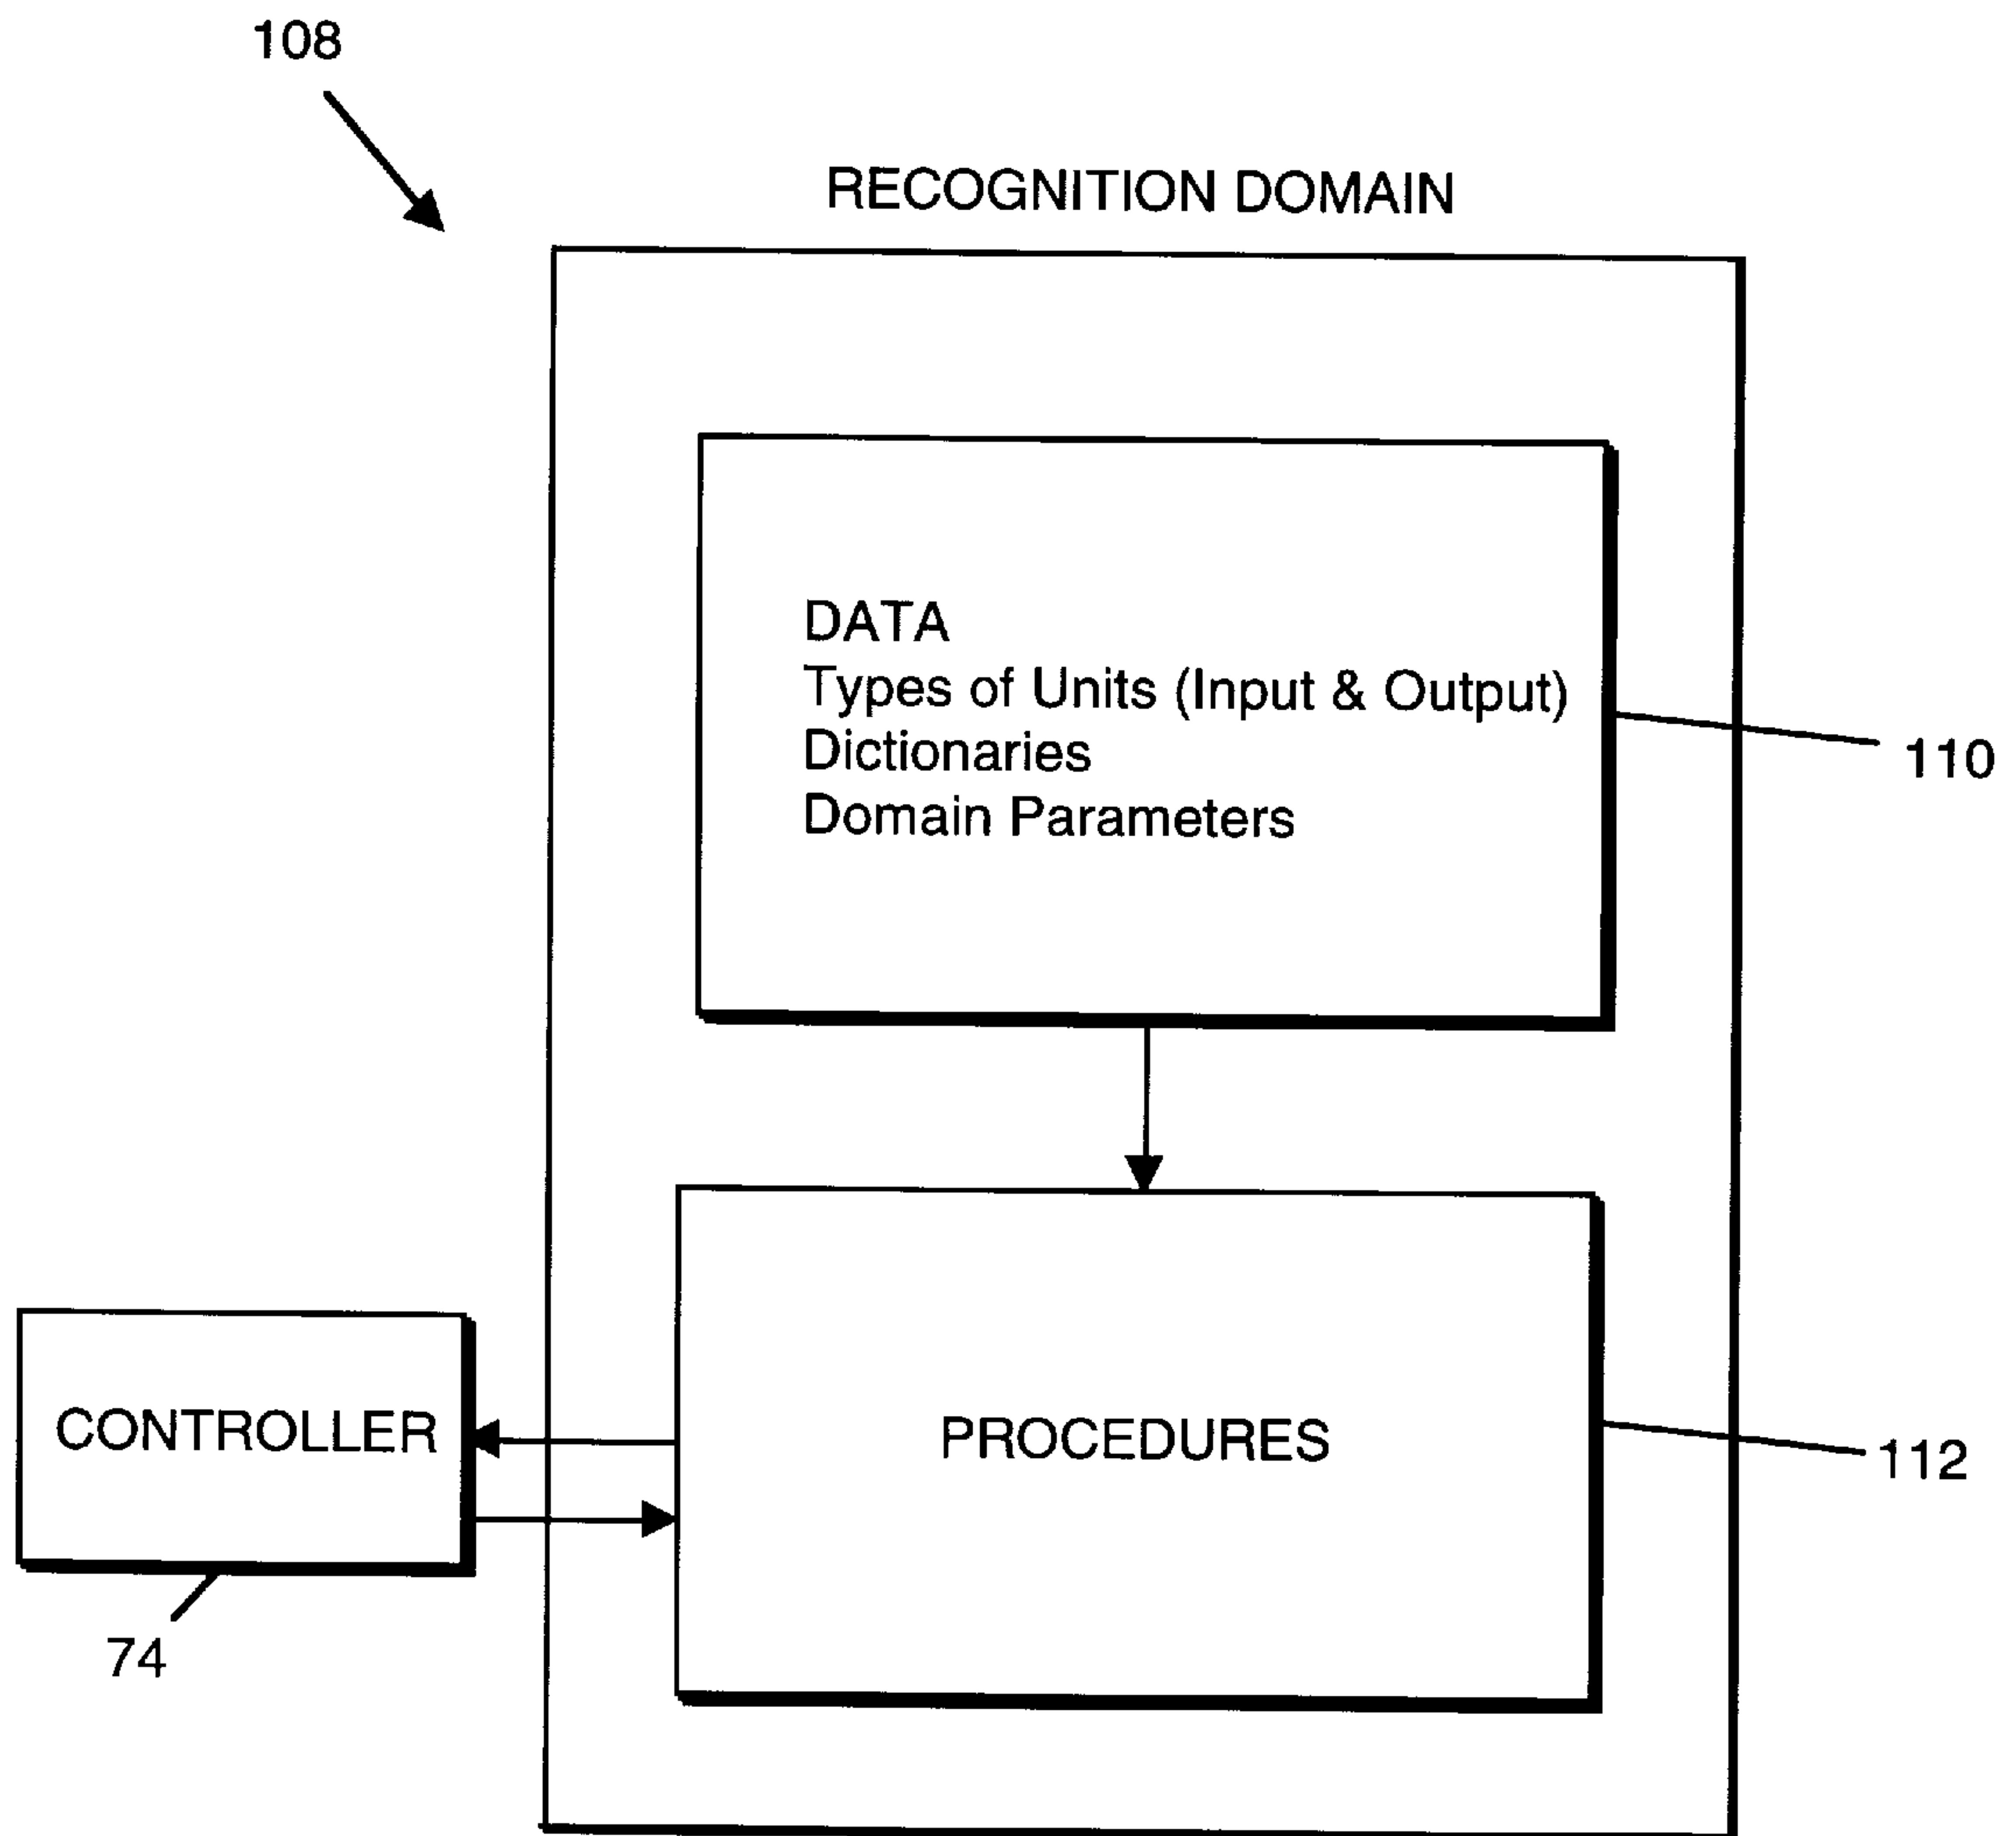 108
RECOGNITION DOMAIN
DATA
Types of Units (Input & Output)
Dictionaries
Domain Parameters
110
CONTROLLER
PROCEDURES
112
74